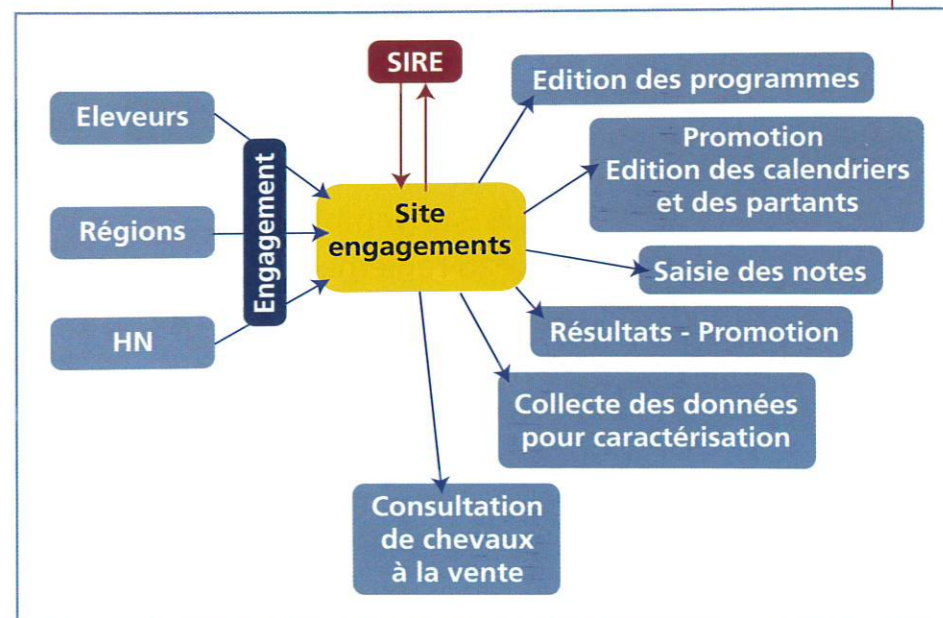 SIRE
Eleveurs
Régions
HN
Engagement
Site
engagements
Edition des programmes
Promotion
Edition des calendriers
et des partants
Saisie des notes
Résultats - Promotion
Collecte des données
pour caractérisation
Consultation
de chevaux
à la vente